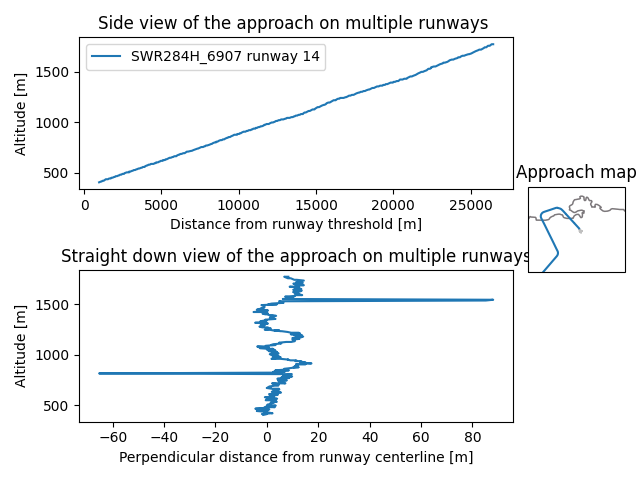 Side view of the approach on multiple runways
SWR284H_6907 runway 14
Altitude [m]
1500
1000
500
0
5000
10000
15000
20000
25000
Distance from runway threshold [m]
Approach map
Straight down view of the approach on multiple runways
Altitude [m]
1500
1000
500
−60
−40
−20
0
20
40
60
80
Perpendicular distance from runway centerline [m]